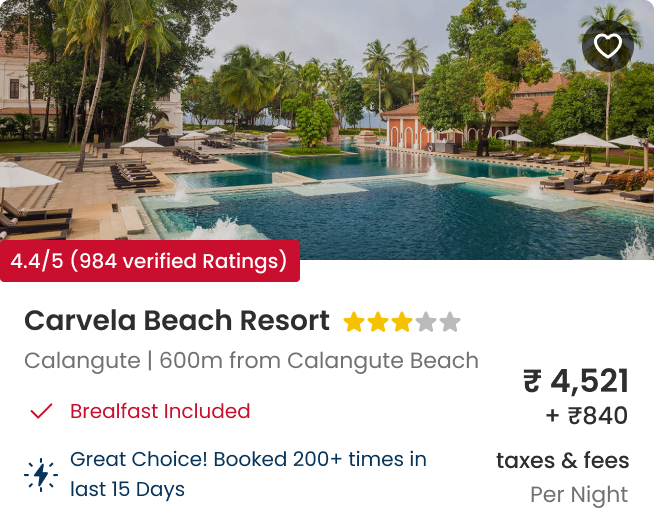 4.4/5 (984 verified Ratings)
Carvela Beach Resort
Calangute | 600m from Calangute Beach
₹ 4,521
+ ₹840
Brealfast Included
Great Choice! Booked 200+ times in
last 15 Days
taxes & fees
Per Night